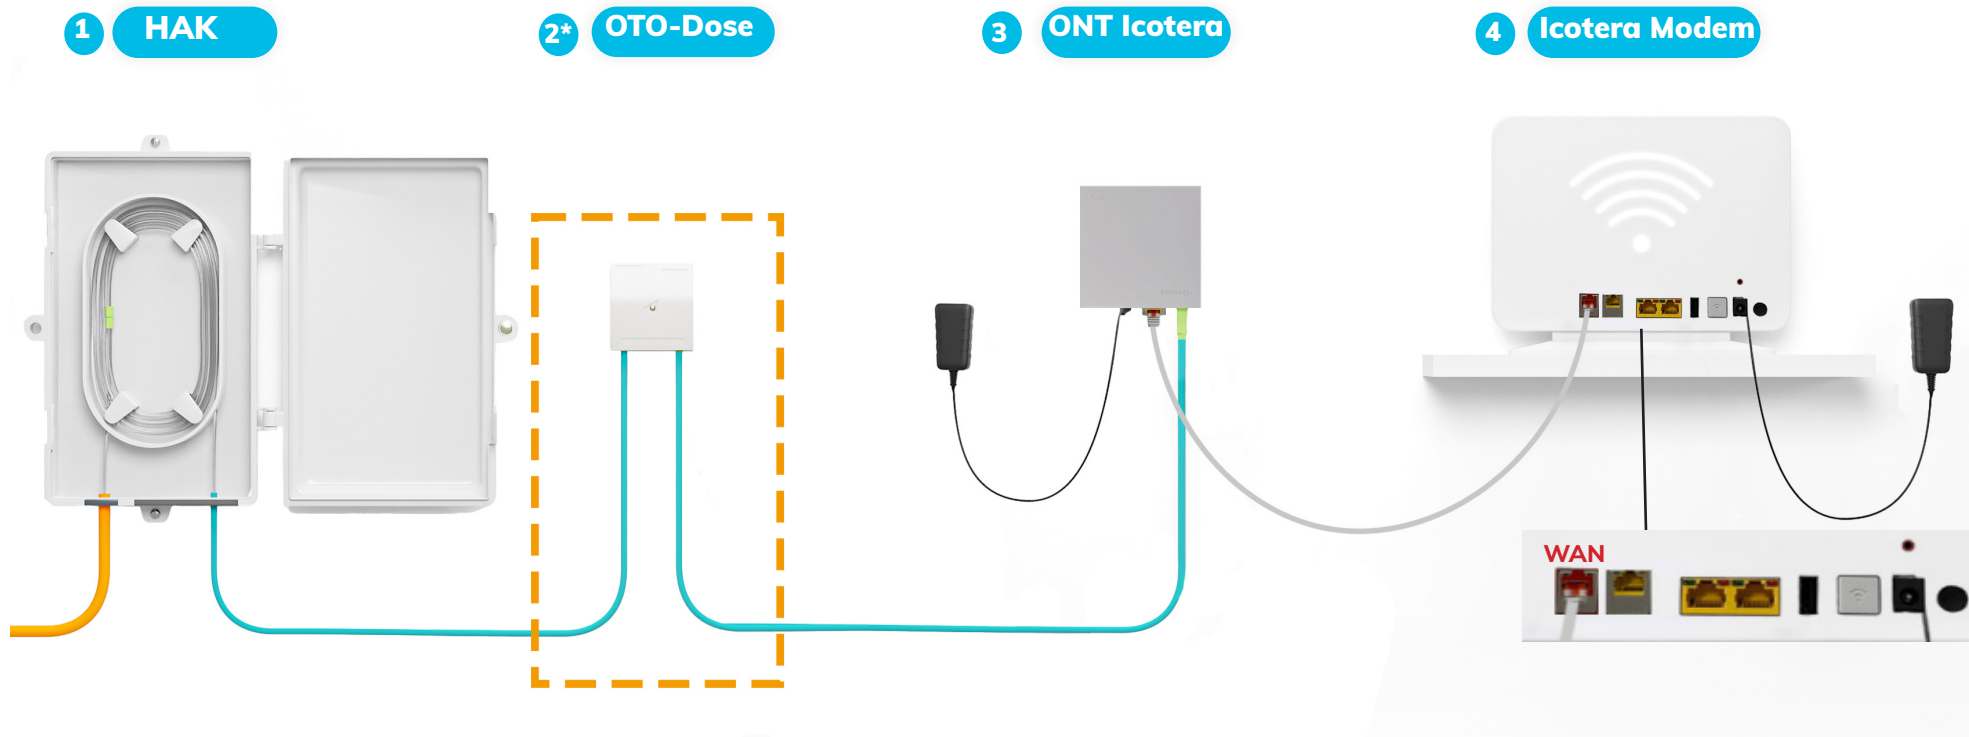 1 HAK
2* OTO-Dose
3 ONT Icotera
4 Icotera Modem
WAN